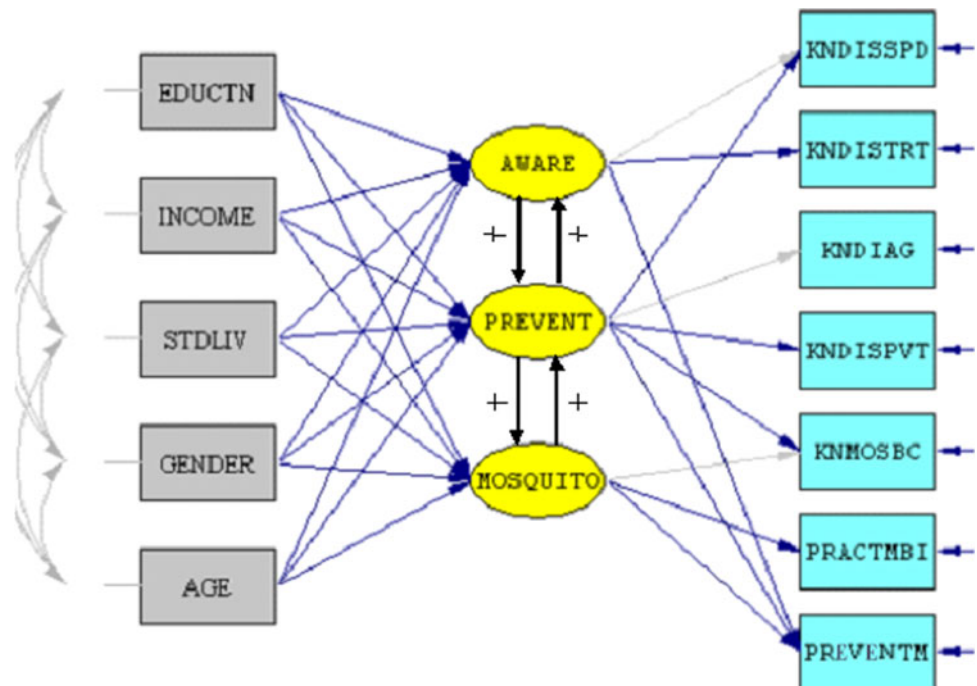 EDUCTN
INCOME
STDLIV
GENDER
AGE
AWARE
+ +
PREVENT
+ +
MOSQUITO
KNDISSPD
KNDISTRT
KNDIAG
KNDISPVT
KNMOSBC
PRACTMBI
PREVENTM